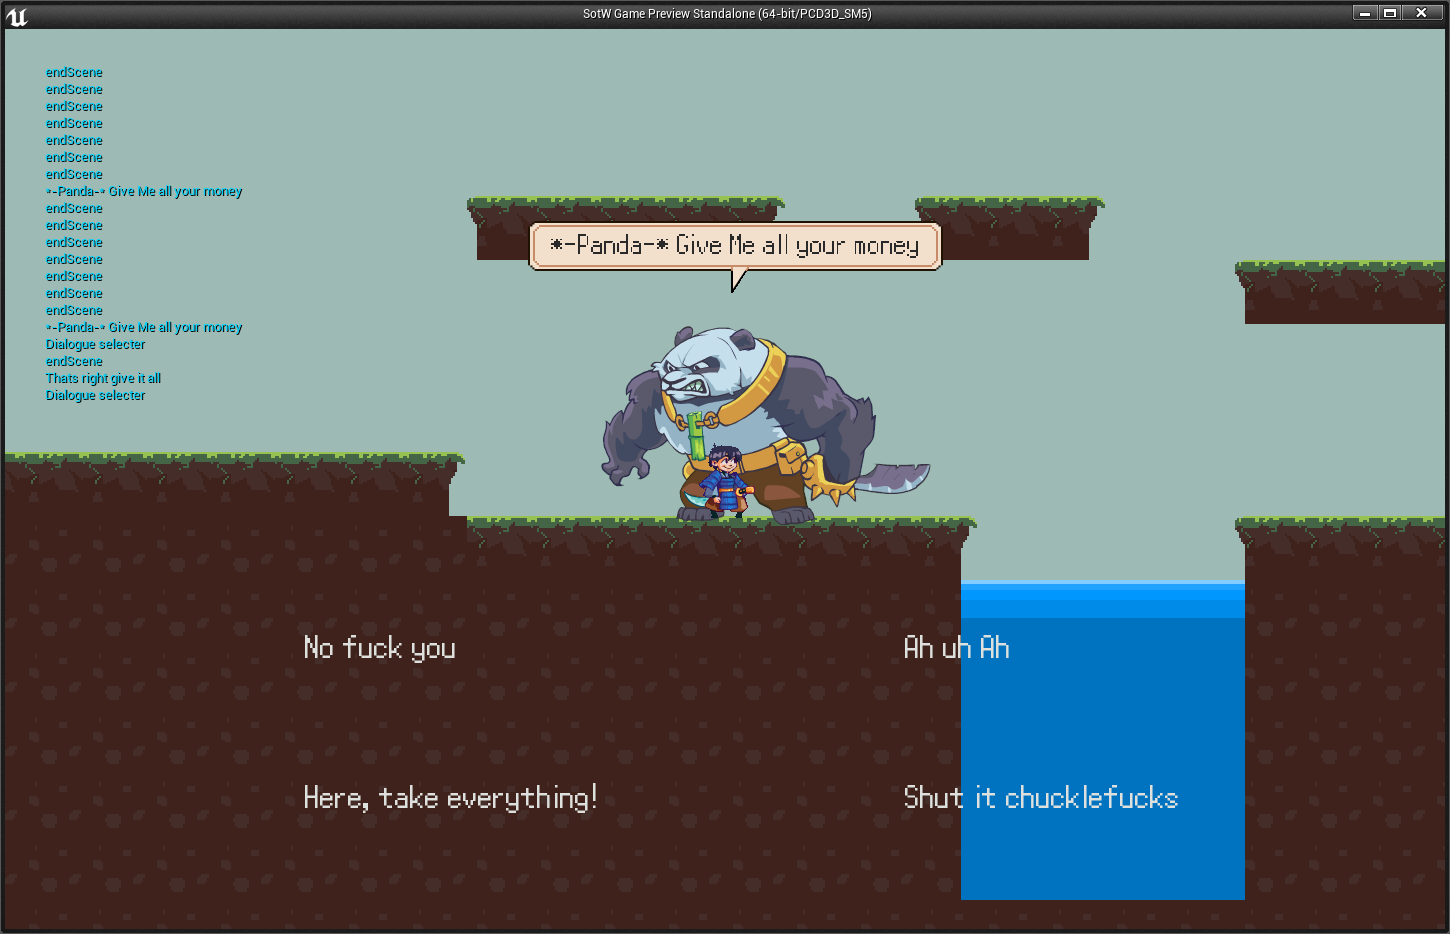 SotW Game Preview Standalone (64-bit/PCD3D_SM5)
endScene
endScene
endScene
endScene
endScene
endScene
endScene
*-Panda-* Give Me all your money
endScene
endScene
endScene
endScene
endScene
endScene
endScene
*-Panda-* Give Me all your money
Dialogue selecter
endScene
Thats right give it all
Dialogue selecter
*-Panda-* Give Me all your money
No fuck you
Ah uh Ah
Here, take everything!
Shut it chucklefucks